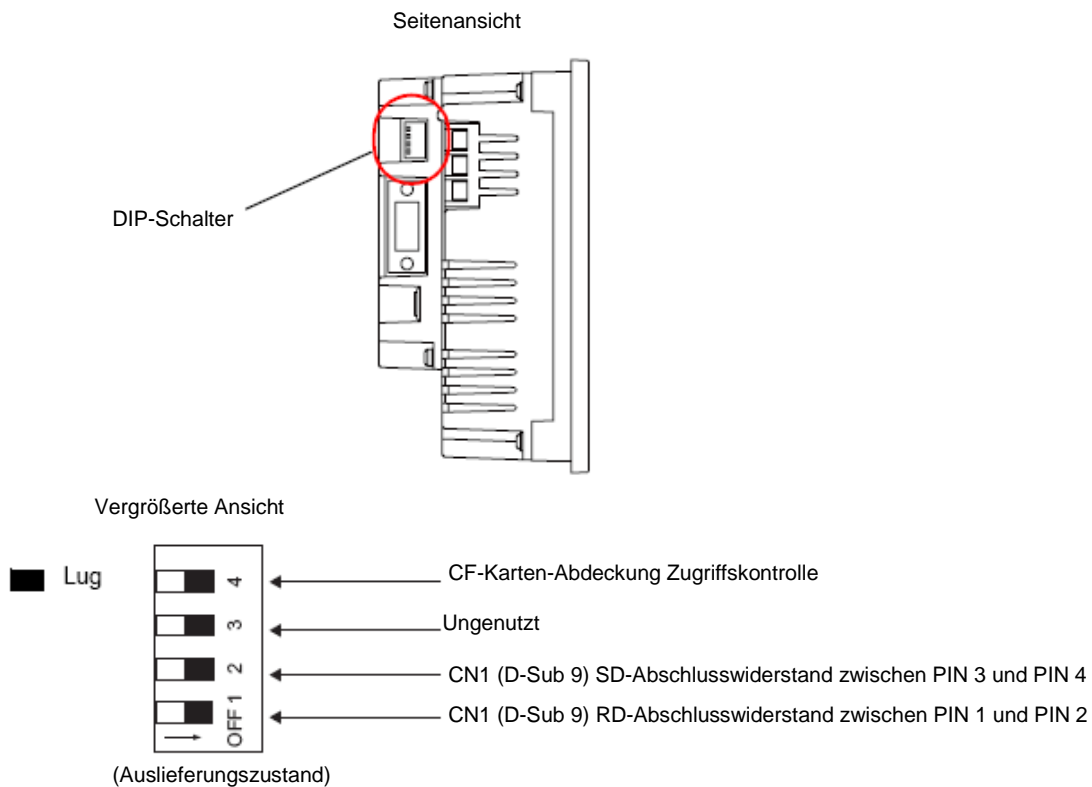 Seitenansicht
DIP-Schalter
Vergrößerte Ansicht
Lug
4
CF-Karten-Abdeckung Zugriffskontrolle
3
Ungenutzt
2
CN1 (D-Sub 9) SD-Abschlusswiderstand zwischen PIN 3 und PIN 4
OFF 1
CN1 (D-Sub 9) RD-Abschlusswiderstand zwischen PIN 1 und PIN 2
(Auslieferungszustand)